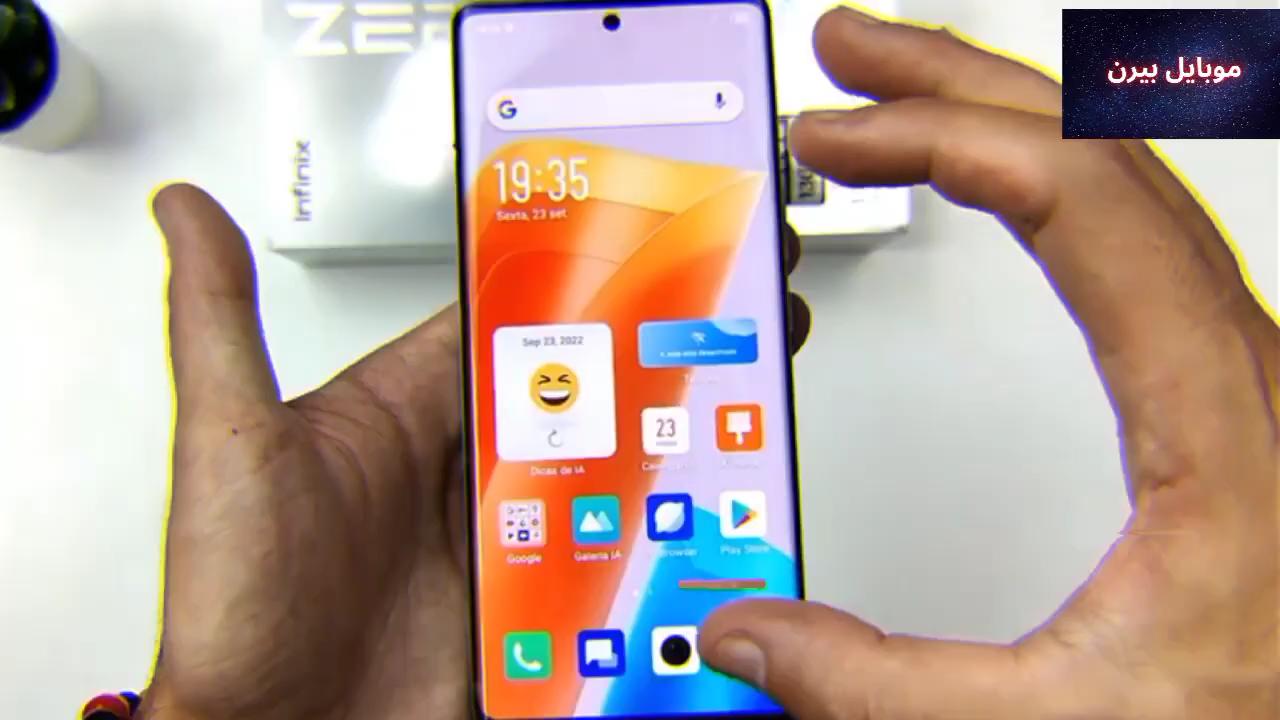 موبايل بيرن
ZE
Infinix
19:35
Sexta, 23 set
Sep 23, 2022
23
Dicas de IA
Google
Galeria IA
Play Store